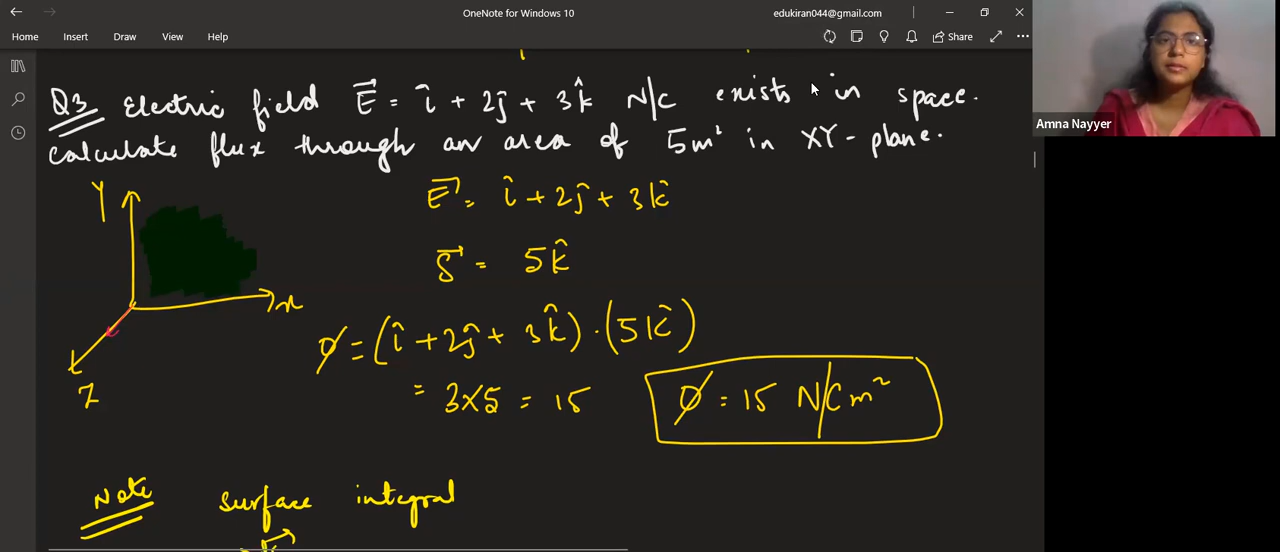 OneNote for Windows 10
edukiran044@gmail.com
Home Insert Draw View Help
Share
Amna Nayyer
Q3 Electric field E⃗ = î + 2ĵ + 3k̂ N/C exists in space.
calculate flux through an area of 5m² in XY-plane.
Y
E⃗ = î + 2ĵ + 3k̂
S⃗ = 5k̂
x
Z
φ = (î + 2ĵ + 3k̂) · (5k̂)
= 3×5 = 15
φ = 15 N/C m²
Note surface integral